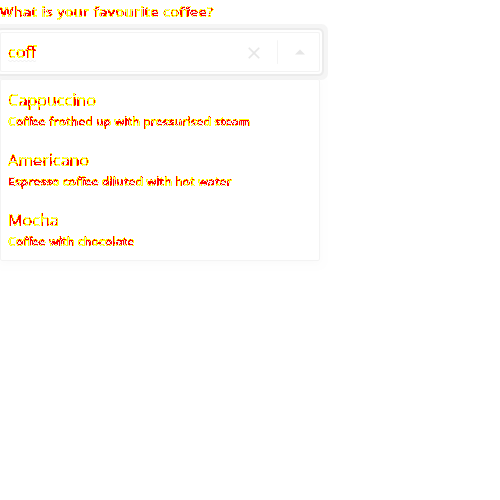 What is your favourite coffee?
coff
Cappuccino
Coffee frothed up with pressurised steam
Americano
Espresso coffee diluted with hot water
Mocha
Coffee with chocolate